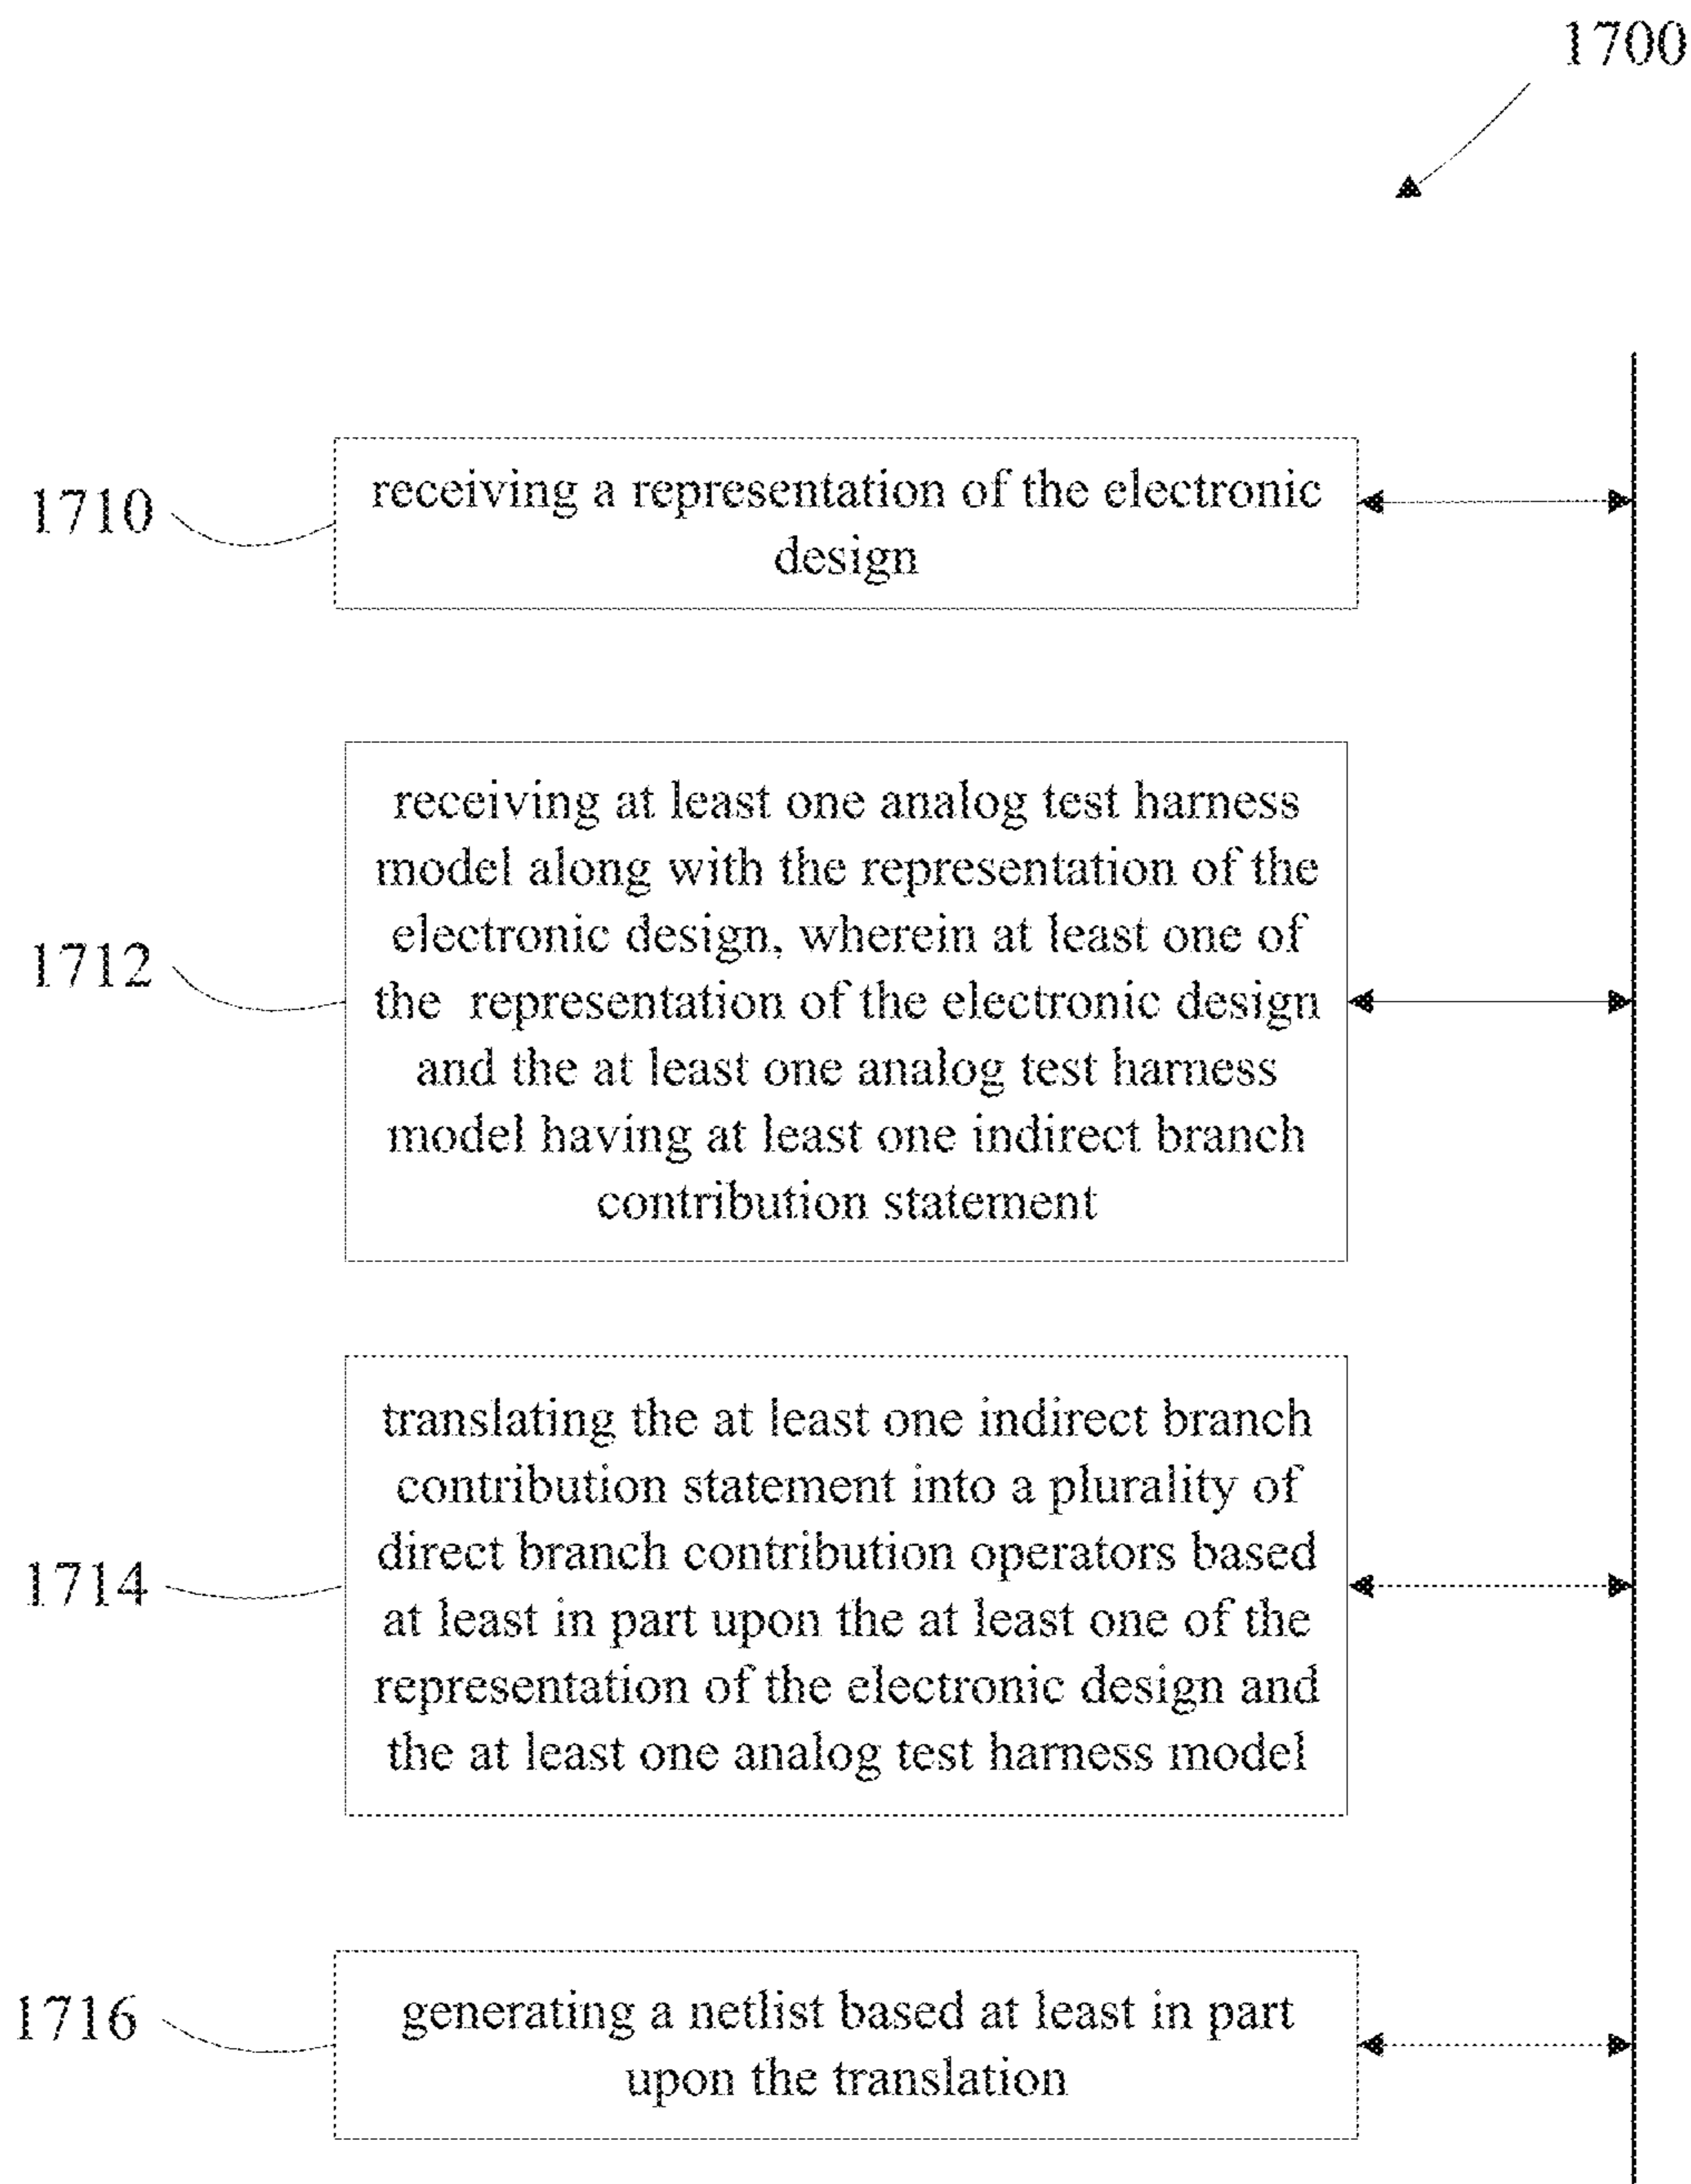 1700
1710
receiving a representation of the electronic
design
1712
receiving at least one analog test harness
model along with the representation of the
electronic design, wherein at least one of
the representation of the electronic design
and the at least one analog test harness
model having at least one indirect branch
contribution statement
1714
translating the at least one indirect branch
contribution statement into a plurality of
direct branch contribution operators based
at least in part upon the at least one of the
representation of the electronic design and
the at least one analog test harness model
1716
generating a netlist based at least in part
upon the translation